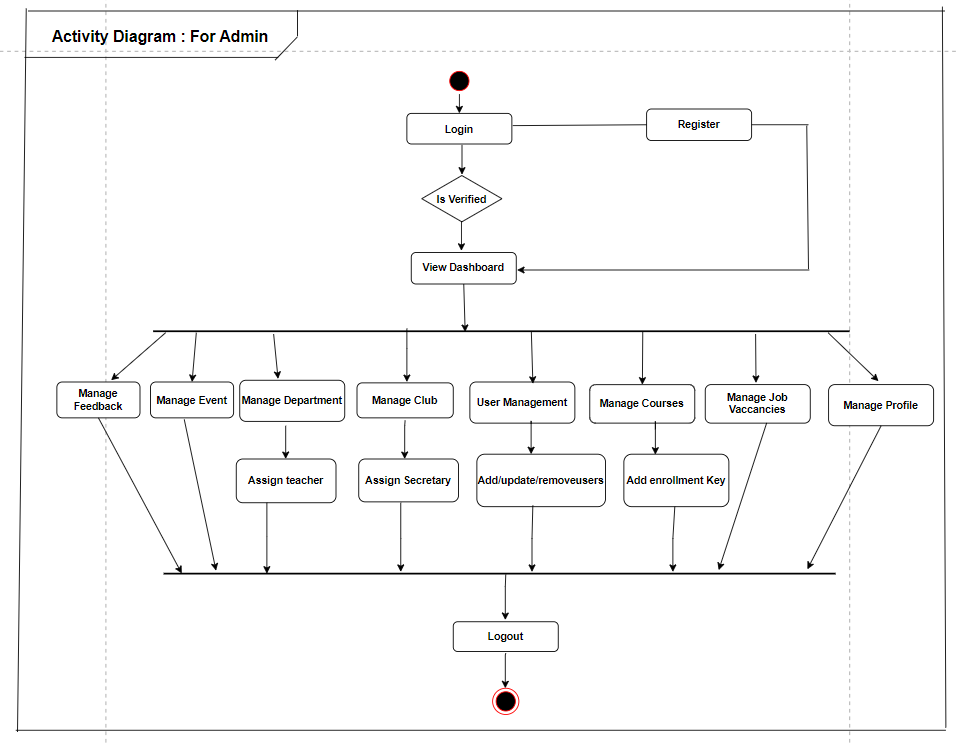 Activity Diagram : For Admin
Login
Register
Is Verified
View Dashboard
Manage
Feedback
Manage Event
Manage Department
Manage Club
User Management
Manage Courses
Manage Job
Vaccancies
Manage Profile
Assign teacher
Assign Secretary
Add/update/removeusers
Add enrollment Key
Logout